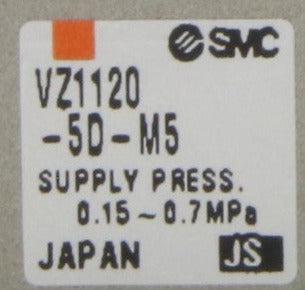 SMC
VZ1120
-5D-M5
SUPPLY PRESS.
0.15~0.7MPa
JAPAN JS